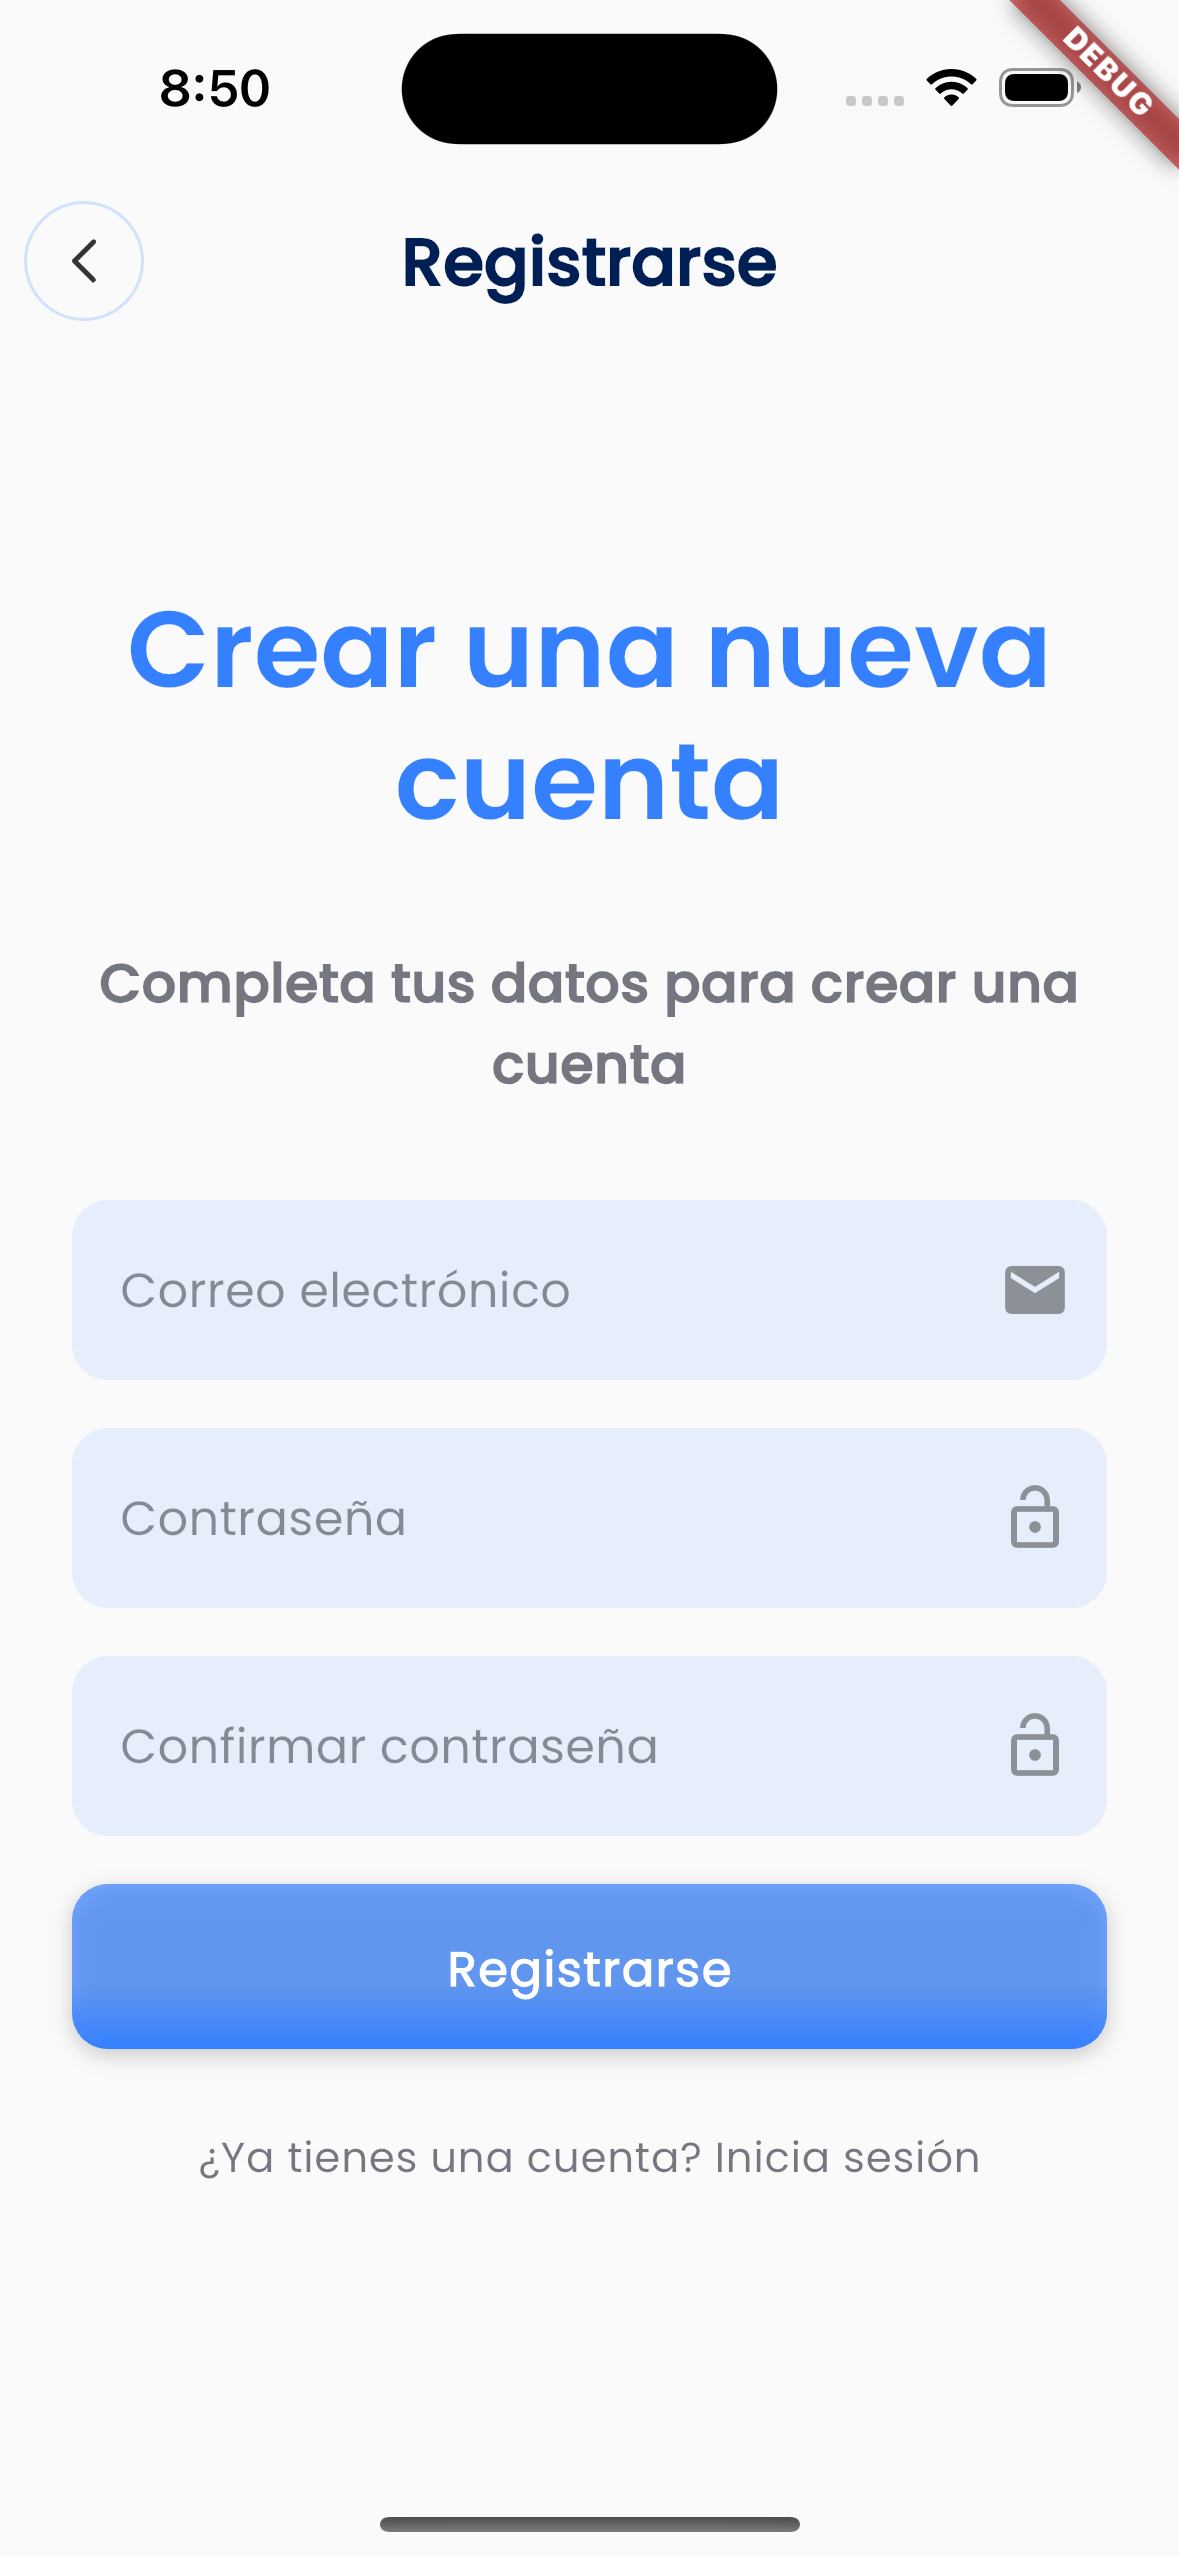 8:50
DEBUG
Registrarse
Crear una nueva
cuenta
Completa tus datos para crear una
cuenta
Correo electrónico
Contraseña
Confirmar contraseña
Registrarse
¿Ya tienes una cuenta? Inicia sesión